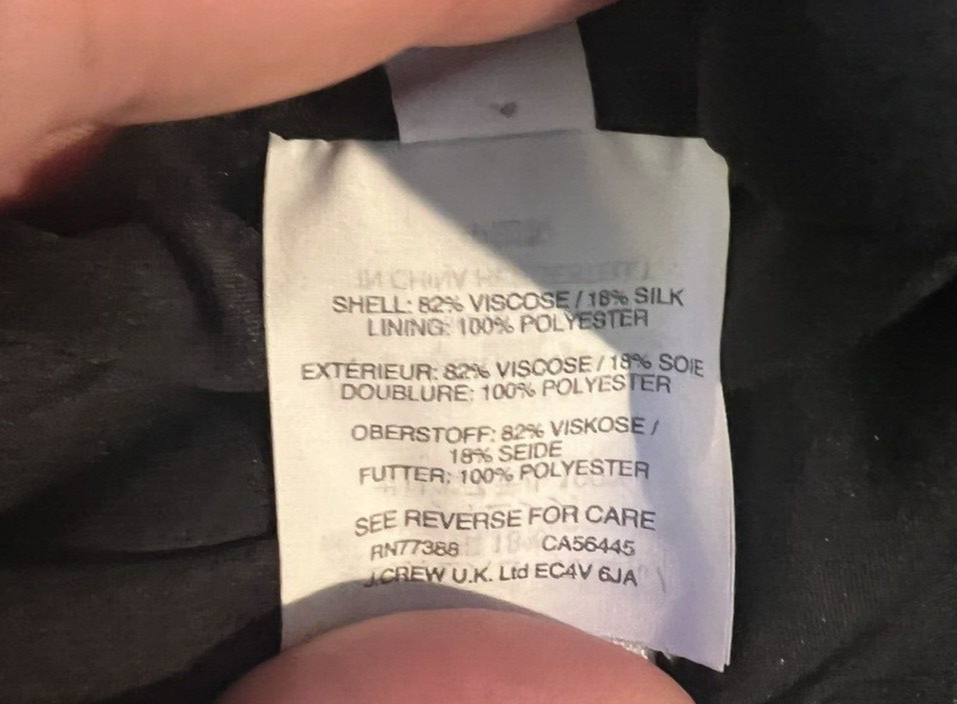 SHELL: 82% VISCOSE / 18% SILK
LINING: 100% POLYESTER
EXTÉRIEUR: 82% VISCOSE / 18% SOIE
DOUBLURE: 100% POLYESTER
OBERSTOFF: 82% VISKOSE /
18% SEIDE
FUTTER: 100% POLYESTER
SEE REVERSE FOR CARE
RN77388 CA56445
J.CREW U.K. Ltd EC4V 6JA